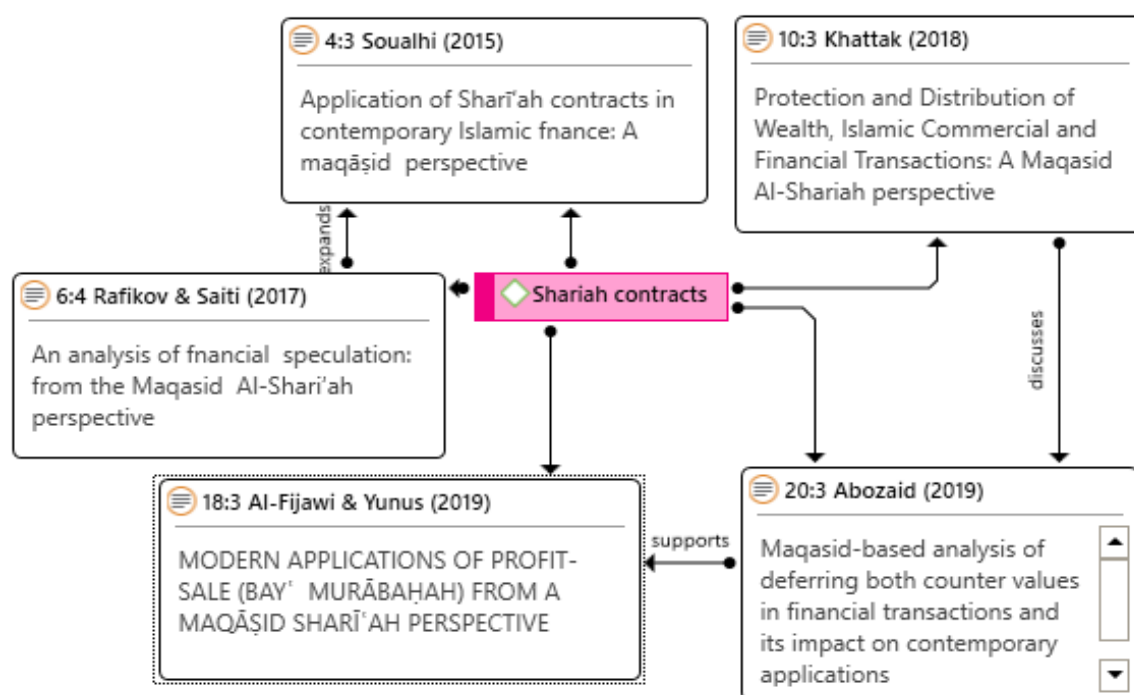 4:3 Soualhi (2015)
Application of Sharī'ah contracts in
contemporary Islamic fnance: A
maqāṣid perspective
10:3 Khattak (2018)
Protection and Distribution of
Wealth, Islamic Commercial and
Financial Transactions: A Maqasid
Al-Shariah perspective
expands
6:4 Rafikov & Saiti (2017)
An analysis of fnancial speculation:
from the Maqasid Al-Shari'ah
perspective
Shariah contracts
discusses
18:3 Al-Fijawi & Yunus (2019)
MODERN APPLICATIONS OF PROFIT-
SALE (BAYʿ MURĀBAḤAH) FROM A
MAQĀṢID SHARĪʿAH PERSPECTIVE
supports
20:3 Abozaid (2019)
Maqasid-based analysis of
deferring both counter values
in financial transactions and
its impact on contemporary
applications